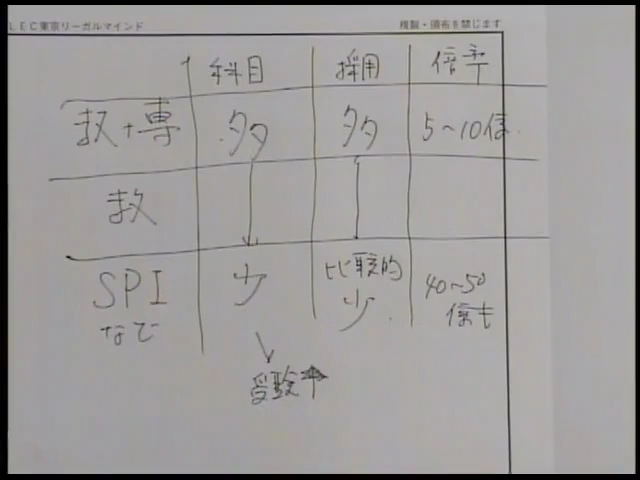 LEC東京リーガルマインド
複製・頒布を禁じます
科目 採用 倍率
教+専 多 多 5~10倍
教
SPI 少 比較的 40~50
など 少 倍も
受験